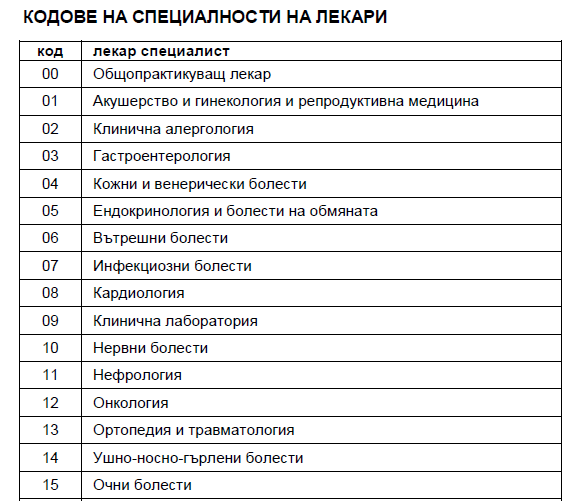 КОДОВЕ НА СПЕЦИАЛНОСТИ НА ЛЕКАРИ
код лекар специалист
00 Общопрактикуващ лекар
01 Акушерство и гинекология и репродуктивна медицина
02 Клинична алергология
03 Гастроентерология
04 Кожни и венерически болести
05 Ендокринология и болести на обмяната
06 Вътрешни болести
07 Инфекциозни болести
08 Кардиология
09 Клинична лаборатория
10 Нервни болести
11 Нефрология
12 Онкология
13 Ортопедия и травматология
14 Ушно-носно-гърлени болести
15 Очни болести